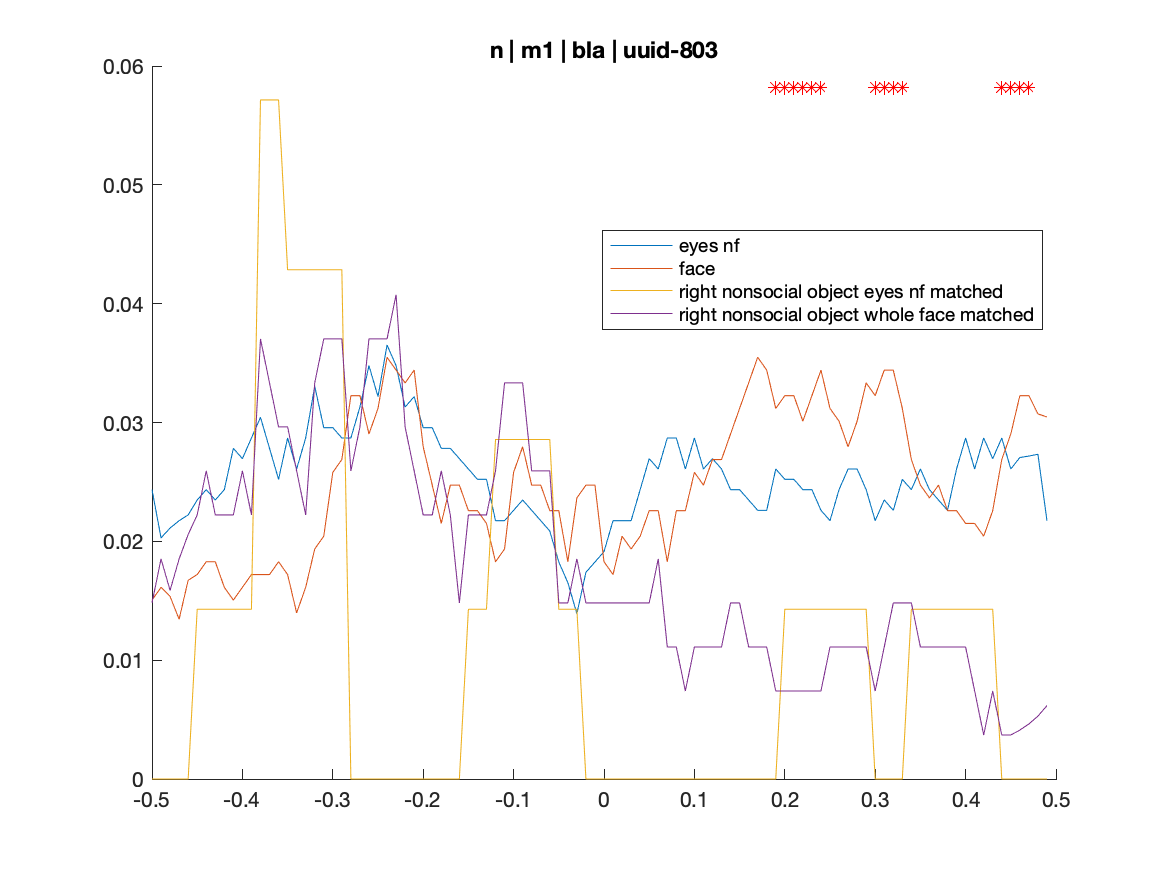 n | m1 | bla | uuid-803
0.06
0.05
0.04
0.03
0.02
0.01
0
eyes nf
face
right nonsocial object eyes nf matched
right nonsocial object whole face matched
-0.5 -0.4 -0.3 -0.2 -0.1 0 0.1 0.2 0.3 0.4 0.5